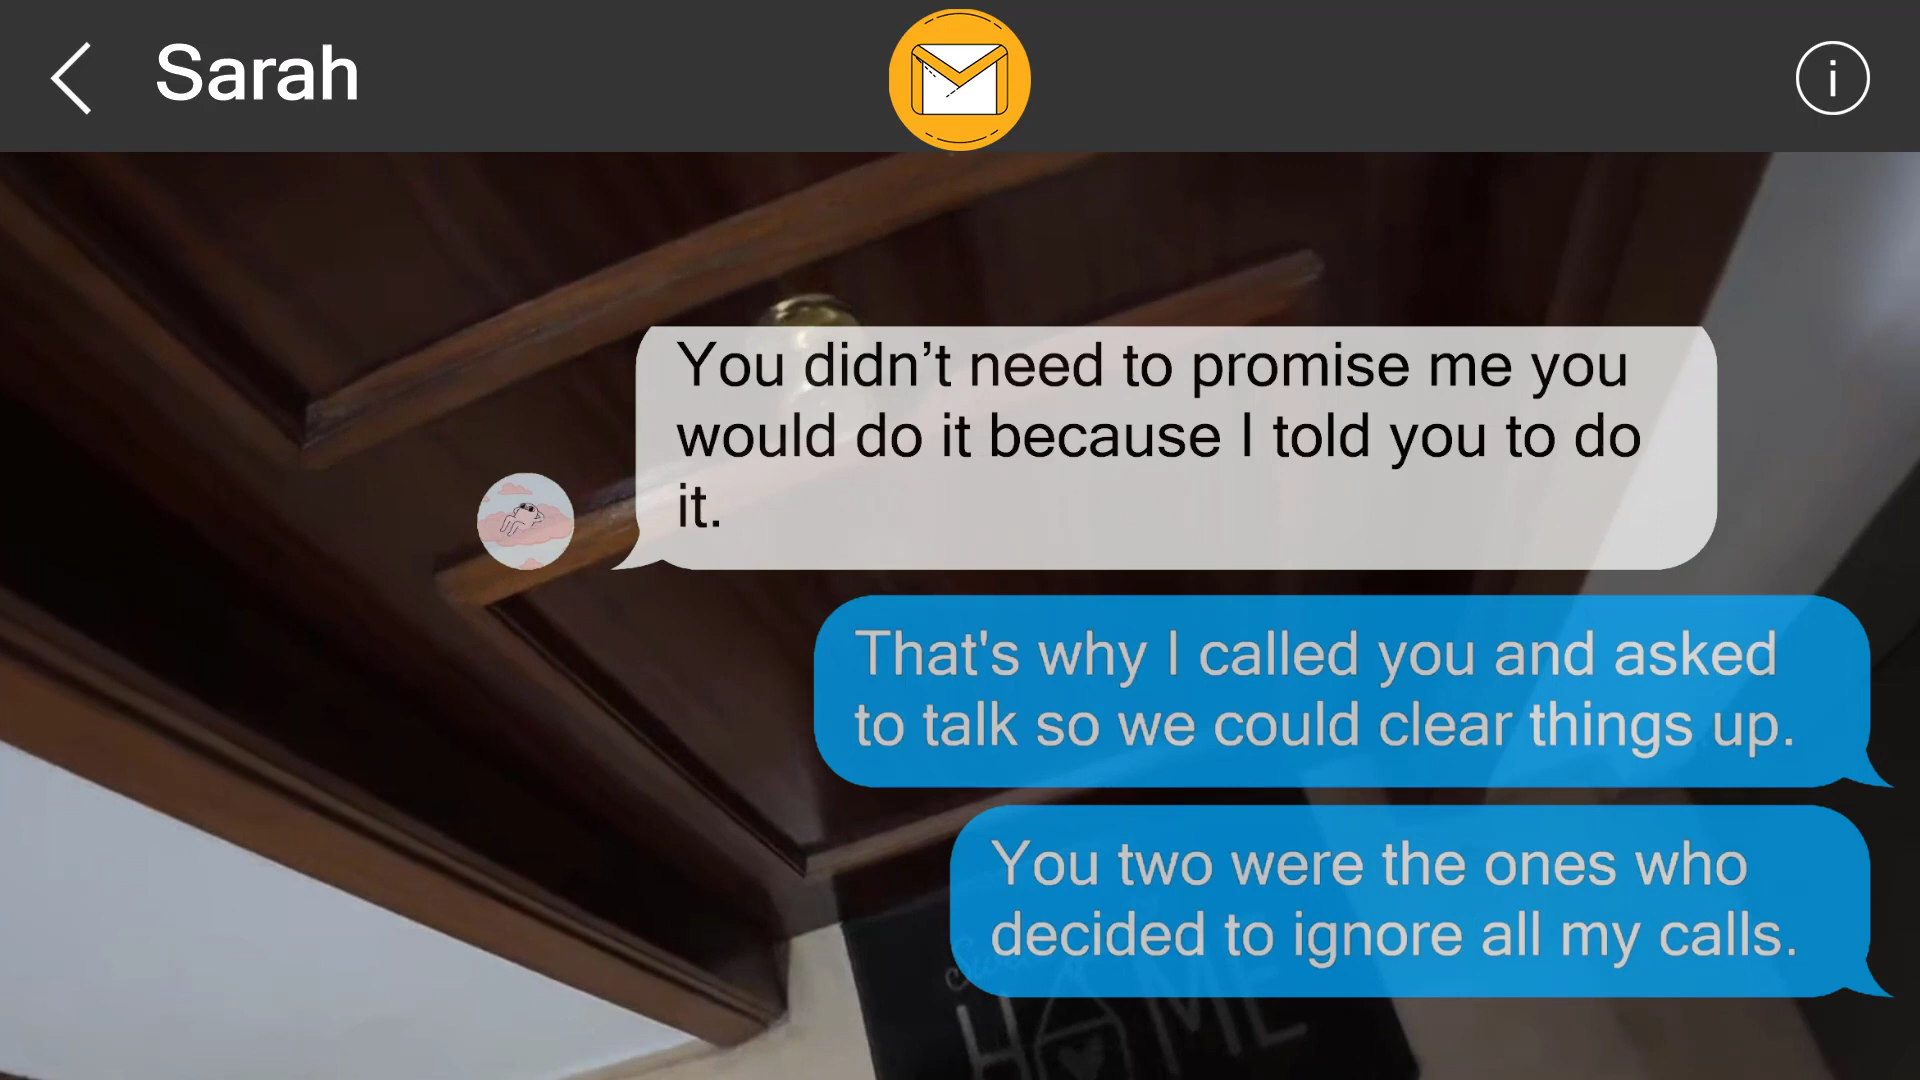 Sarah
i
You didn’t need to promise me you
would do it because I told you to do
it.
That's why I called you and asked
to talk so we could clear things up.
You two were the ones who
decided to ignore all my calls.
HOME